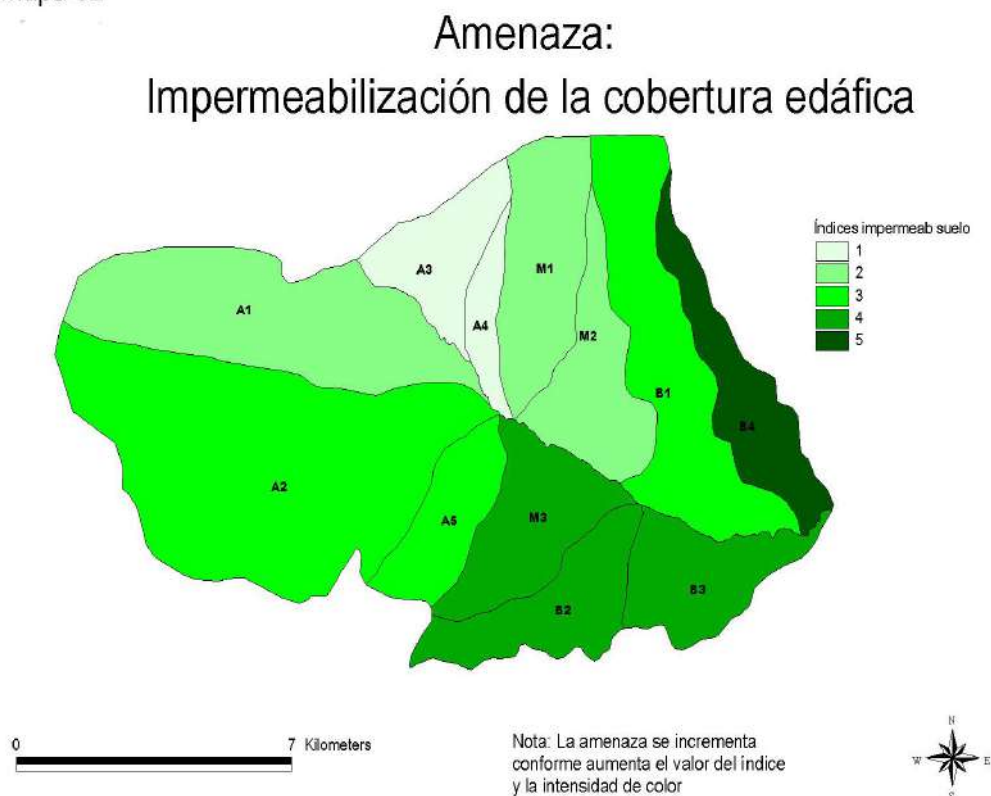 Amenaza:
Impermeabilización de la cobertura edáfica
Índices impermeab suelo
1
2
3
4
5
A3
M1
A4
A1
M2
B1
B4
A2
A5
M3
B2
B3
0 7 Kilometers
Nota: La amenaza se incrementa
conforme aumenta el valor del índice
y la intensidad de color
N
W E
S